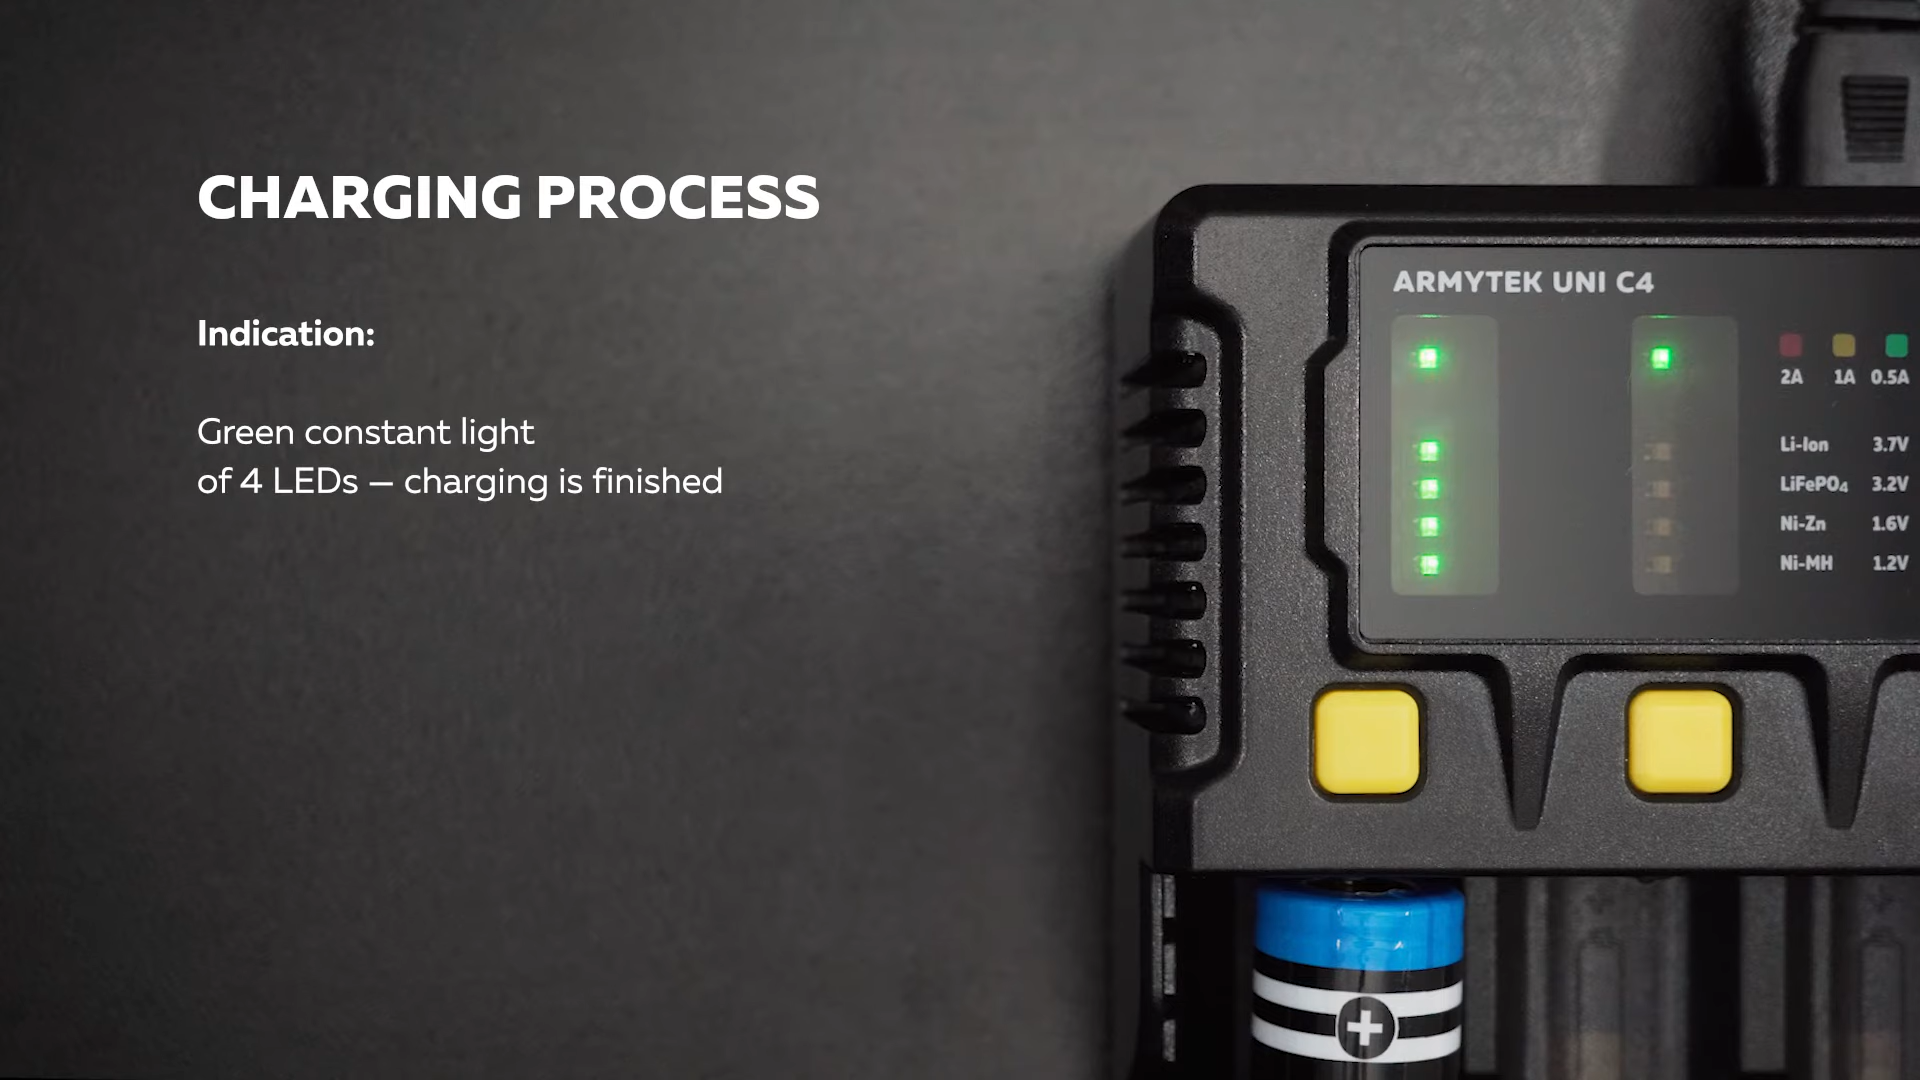 CHARGING PROCESS
Indication:
Green constant light
of 4 LEDs – charging is finished
ARMYTEK UNI C4
2A 1A 0.5A
Li-Ion 3.7V
LiFePO₄ 3.2V
Ni-Zn 1.6V
Ni-MH 1.2V
+